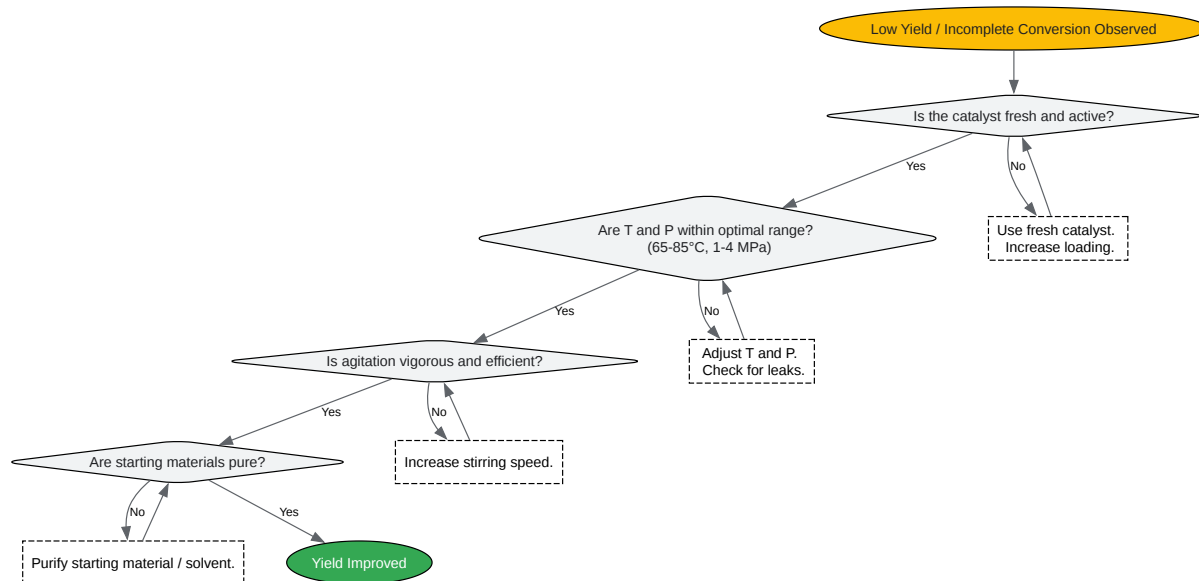 Low Yield / Incomplete Conversion Observed
Is the catalyst fresh and active?
Yes
No
Use fresh catalyst.
Increase loading.
Are T and P within optimal range?
(65-85°C, 1-4 MPa)
Yes
No
Adjust T and P.
Check for leaks.
Is agitation vigorous and efficient?
Yes
No
Increase stirring speed.
Are starting materials pure?
No
Yes
Purify starting material / solvent.
Yield Improved